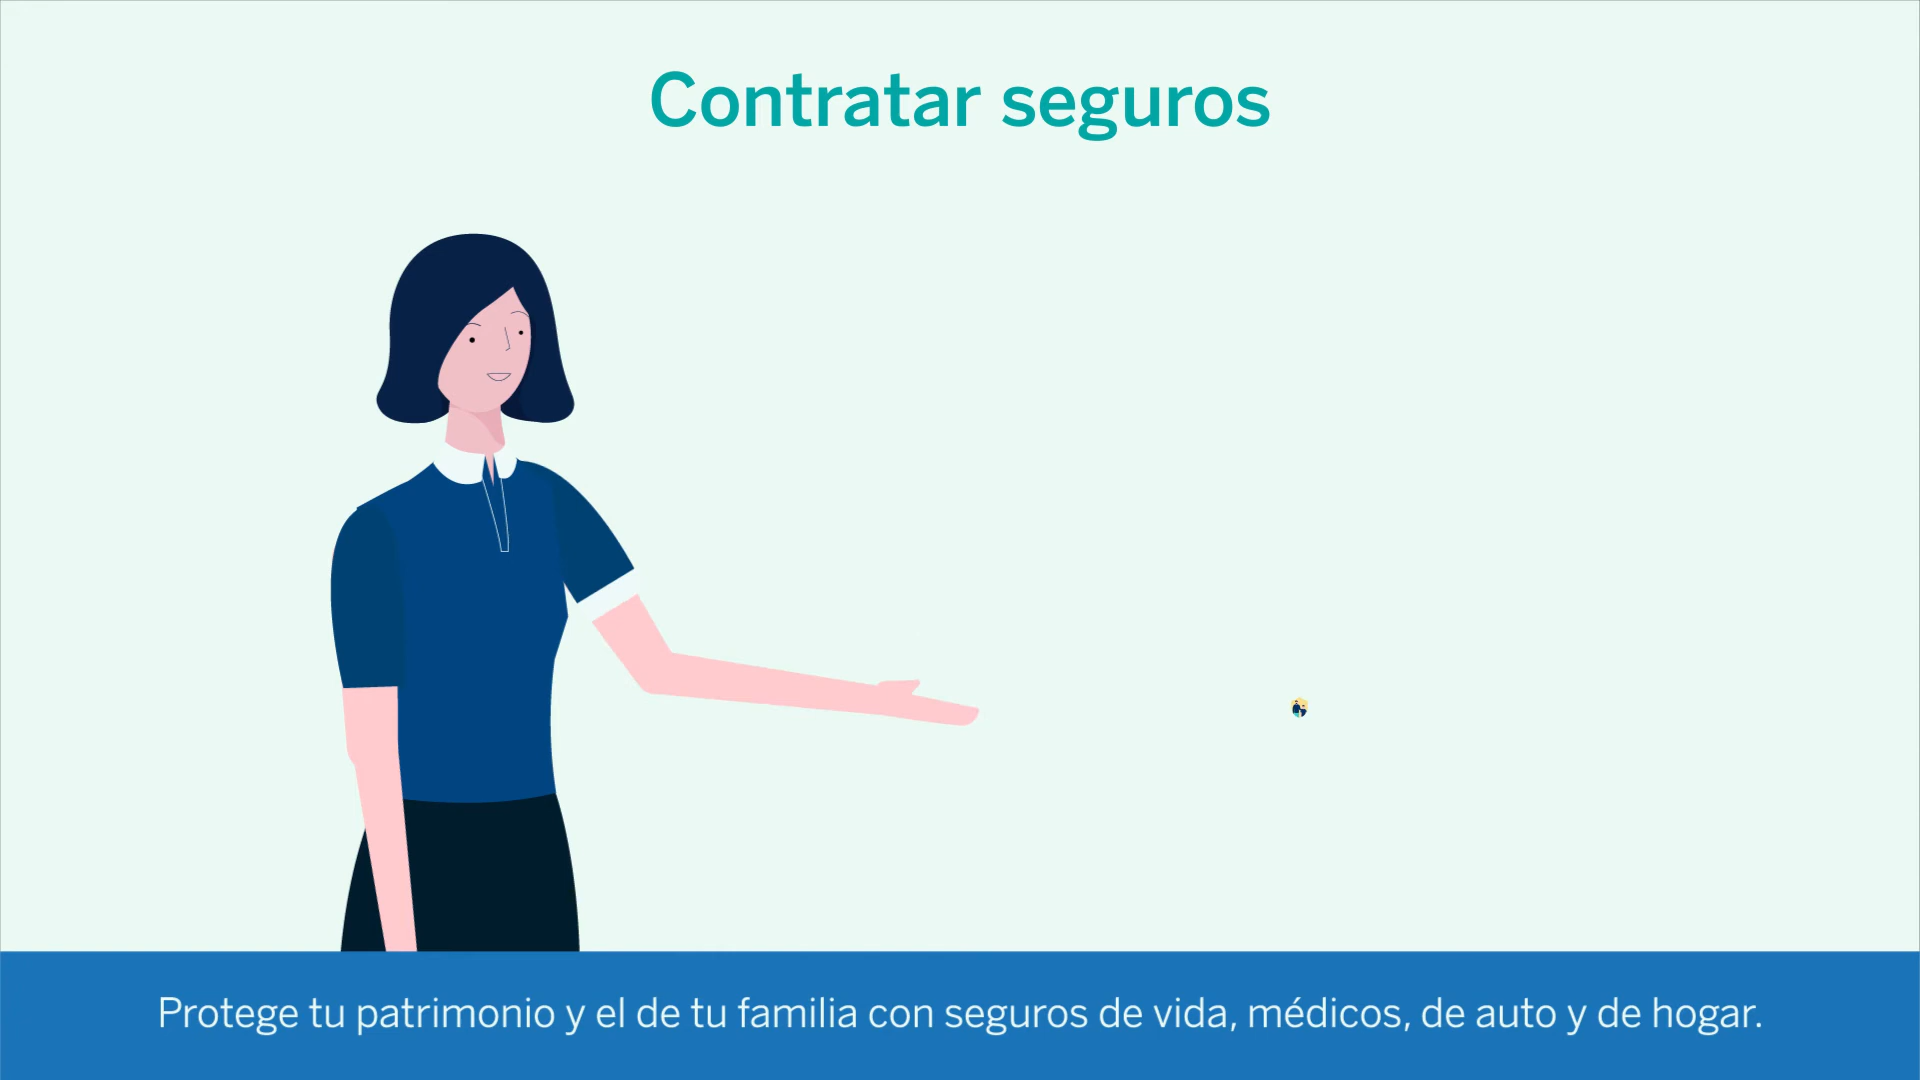 Contratar seguros
Protege tu patrimonio y el de tu familia con seguros de vida, médicos, de auto y de hogar.